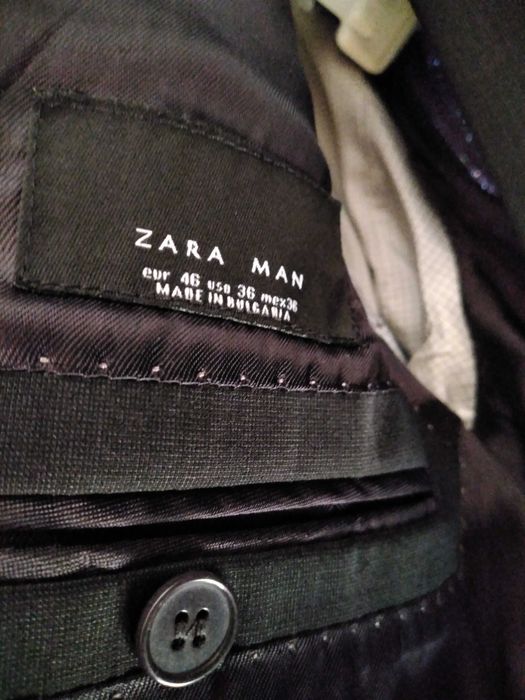 ZARA MAN
eur 46 usa 36 mex36
MADE IN BULGARIA